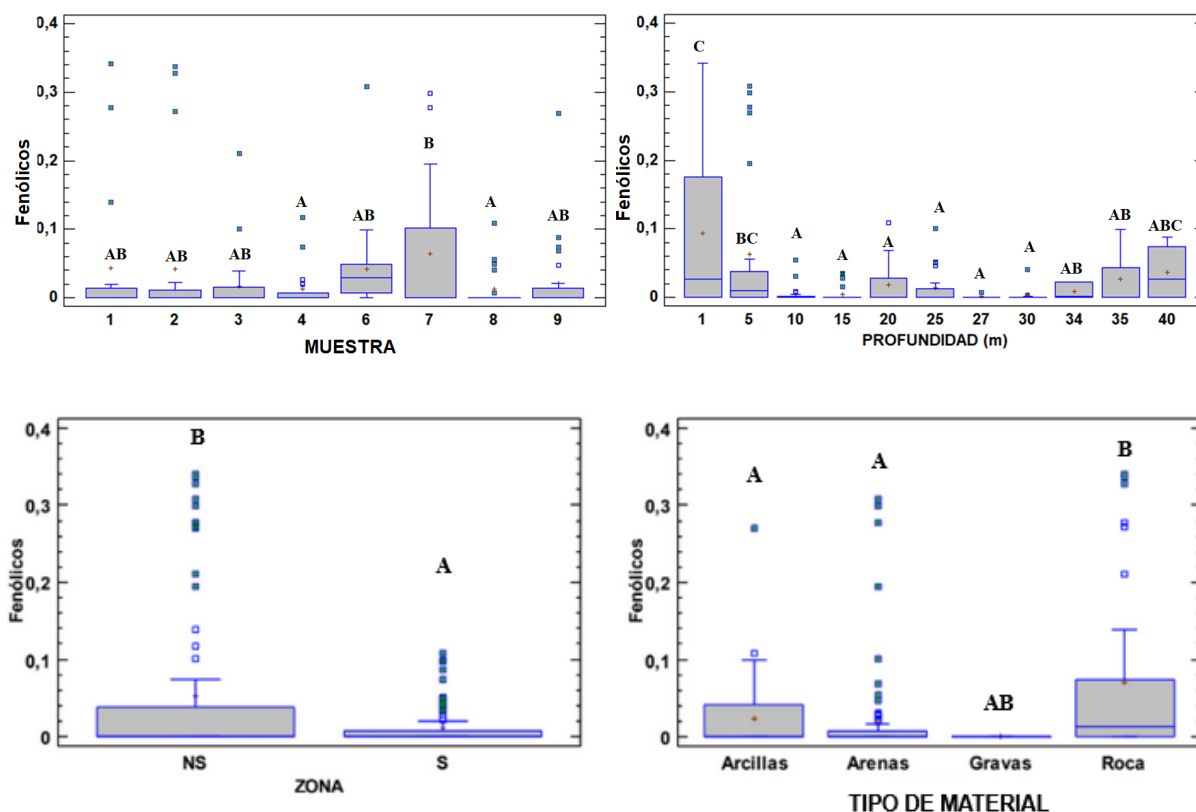 0,4
0,3
0,2
0,1
0
Fenólicos
AB
AB
AB
A
AB
B
A
AB
1 2 3 4 6 7 8 9
MUESTRA
0,4
0,3
0,2
0,1
0
Fenólicos
C
BC
A
A
A
A
A
A
AB
AB
ABC
1 5 10 15 20 25 27 30 34 35 40
PROFUNDIDAD (m)
0,4
0,3
0,2
0,1
0
Fenólicos
B
A
NS S
ZONA
0,4
0,3
0,2
0,1
0
Fenólicos
A
A
AB
B
Arcillas Arenas Gravas Roca
TIPO DE MATERIAL